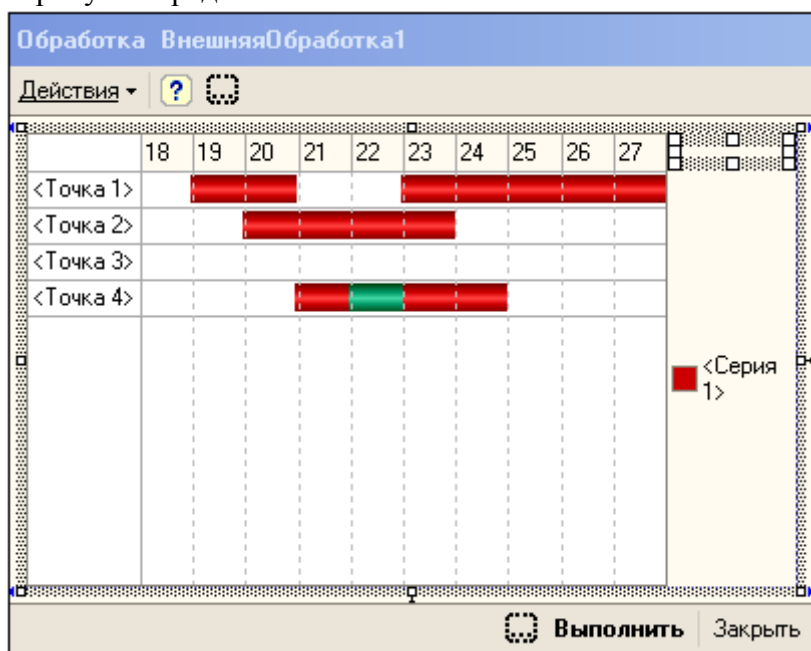 Обработка ВнешняяОбработка1
Действия ?
18 19 20 21 22 23 24 25 26 27
<Точка 1>
<Точка 2>
<Точка 3>
<Точка 4>
<Серия
1>
Выполнить Закрыть